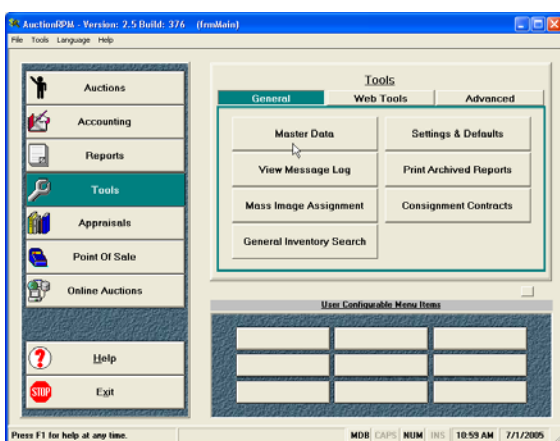 AuctionRPM - Version: 2.5 Build: 376 (frmMain)
File Tools Language Help
Auctions
Accounting
Reports
Tools
Appraisals
Point Of Sale
Online Auctions
Help
STOP Exit
Tools
General Web Tools Advanced
Master Data Settings & Defaults
View Message Log Print Archived Reports
Mass Image Assignment Consignment Contracts
General Inventory Search
User Configurable Menu Items
Press F1 for help at any time. MDB CAPS NUM INS 10:59 AM 7/1/2005